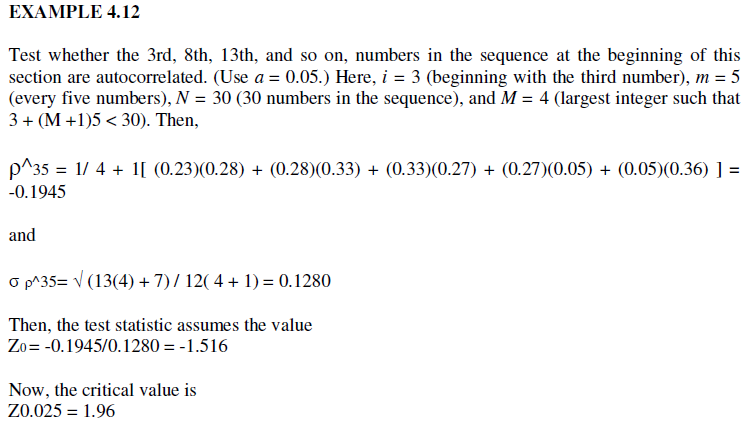 EXAMPLE 4.12
Test whether the 3rd, 8th, 13th, and so on, numbers in the sequence at the beginning of this
section are autocorrelated. (Use a = 0.05.) Here, i = 3 (beginning with the third number), m = 5
(every five numbers), N = 30 (30 numbers in the sequence), and M = 4 (largest integer such that
3 + (M +1)5 < 30). Then,
ρ^35 = 1/ 4 + 1[ (0.23)(0.28) + (0.28)(0.33) + (0.33)(0.27) + (0.27)(0.05) + (0.05)(0.36) ] =
-0.1945
and
σ ρ^35= √ (13(4) + 7) / 12( 4 + 1) = 0.1280
Then, the test statistic assumes the value
Z0= -0.1945/0.1280 = -1.516
Now, the critical value is
Z0.025 = 1.96